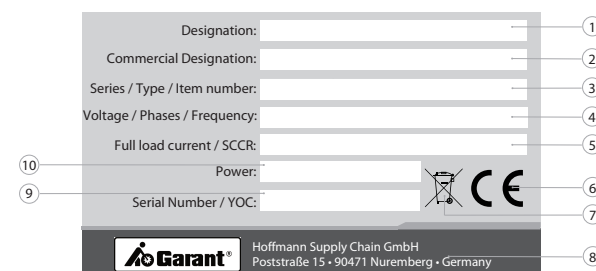 Designation:
1
Commercial Designation:
2
Series / Type / Item number:
3
Voltage / Phases / Frequency:
4
Full load current / SCCR:
5
10
Power:
9
Serial Number / YOC:
CE
6
7
Garant®
Hoffmann Supply Chain GmbH
Poststraße 15 • 90471 Nuremberg • Germany
8